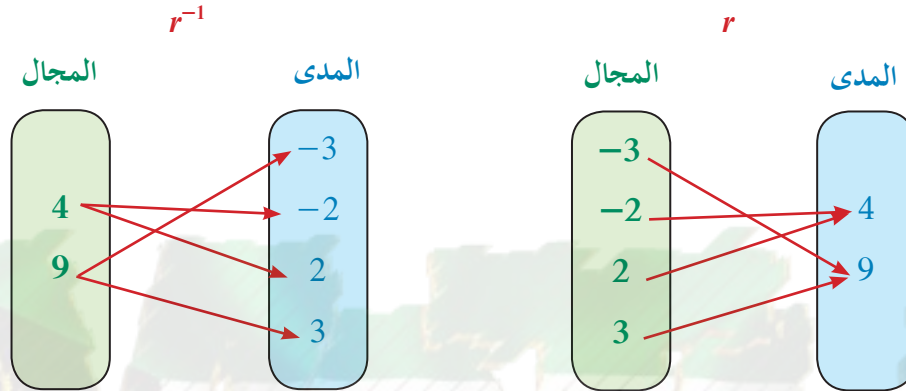 r r⁻¹
المجال المدى المجال المدى
-3 -3
-2 4 4 -2
2 9 9 2
3 3